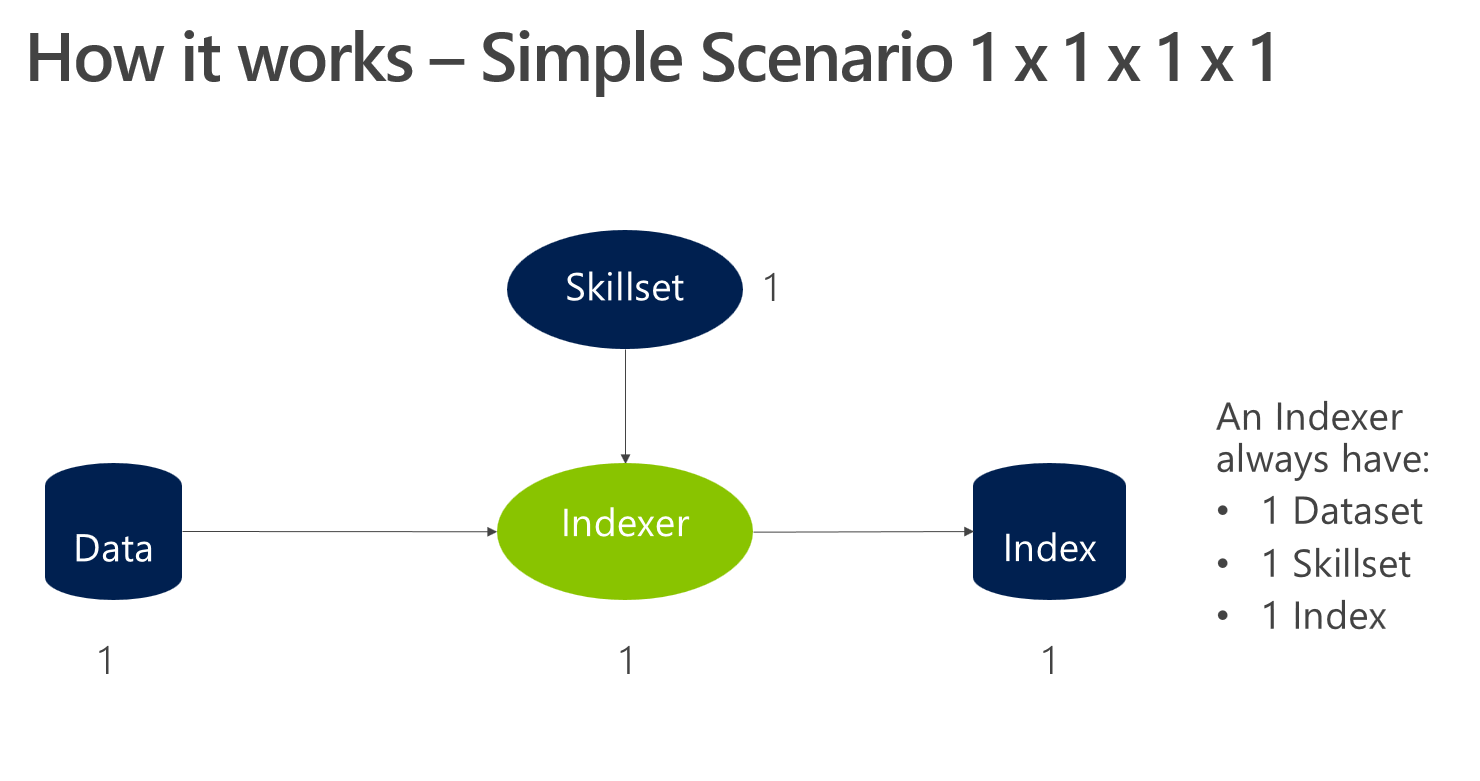 How it works – Simple Scenario 1 x 1 x 1 x 1
Skillset
1
Data
Indexer
Index
1
1
1
An Indexer
always have:
• 1 Dataset
• 1 Skillset
• 1 Index